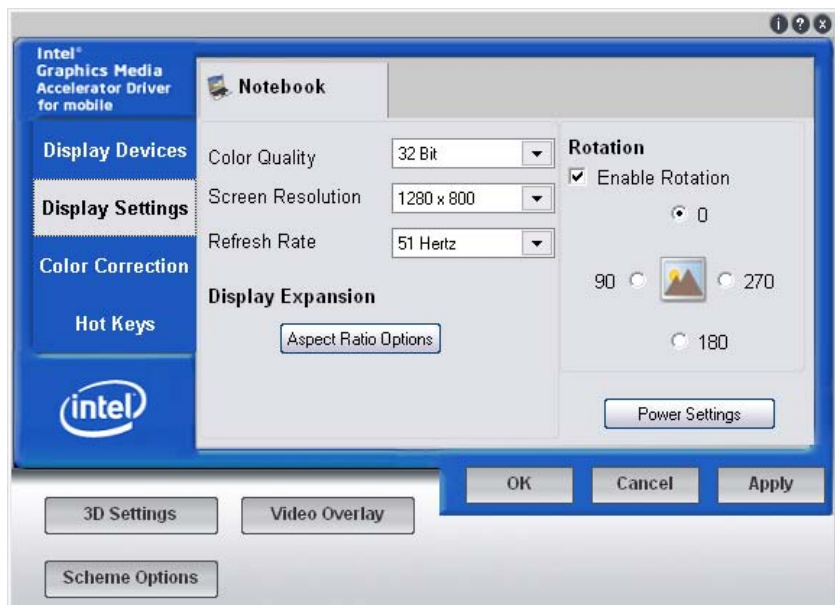 Intel®
Graphics Media
Accelerator Driver
for mobile
Notebook
Display Devices
Display Settings
Color Correction
Hot Keys
intel
Color Quality
32 Bit
Screen Resolution
1280 x 800
Refresh Rate
51 Hertz
Display Expansion
Aspect Ratio Options
Rotation
Enable Rotation
0
90
270
180
Power Settings
OK
Cancel
Apply
3D Settings
Video Overlay
Scheme Options